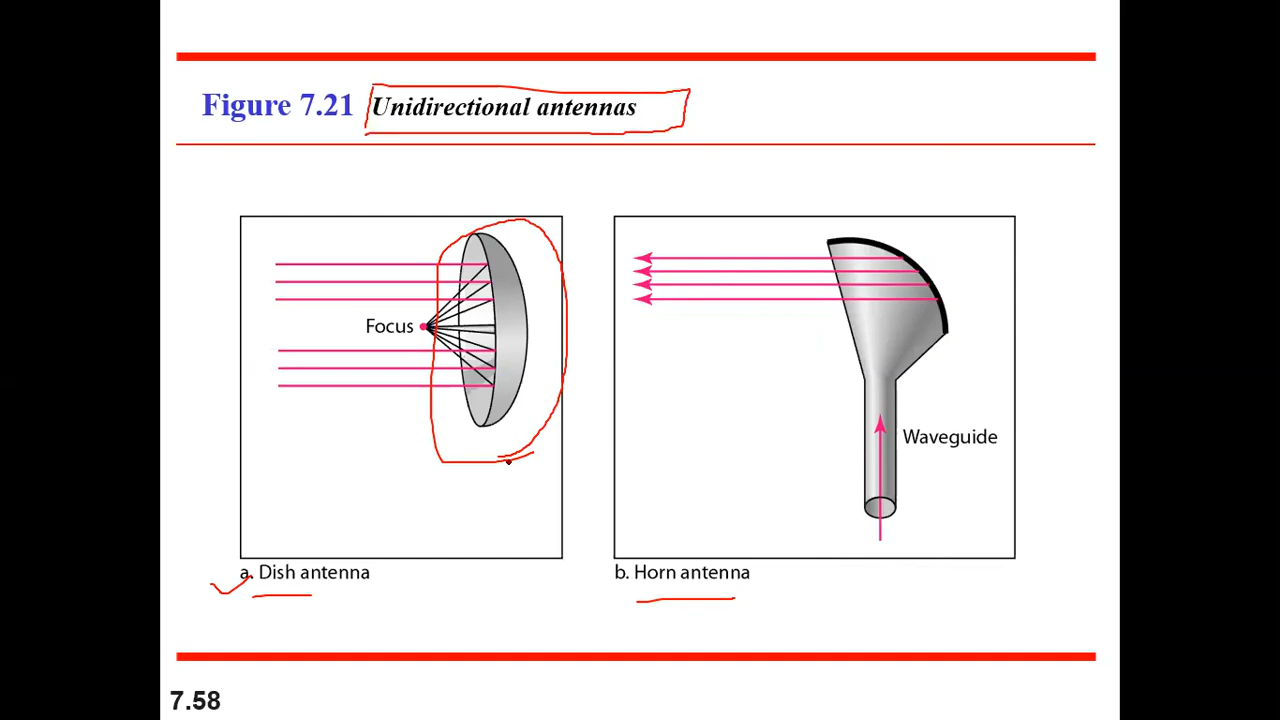 Figure 7.21 Unidirectional antennas
Focus
Waveguide
a. Dish antenna
b. Horn antenna
7.58